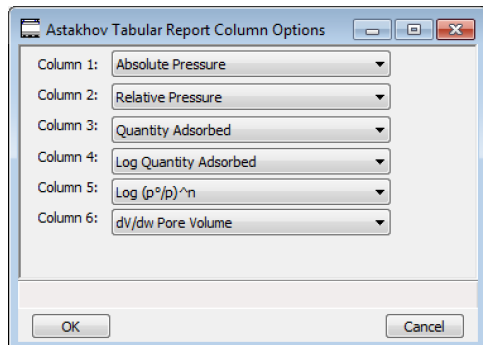 Astakhov Tabular Report Column Options
Column 1: Absolute Pressure
Column 2: Relative Pressure
Column 3: Quantity Adsorbed
Column 4: Log Quantity Adsorbed
Column 5: Log (p°/p)^n
Column 6: dV/dw Pore Volume
OK Cancel